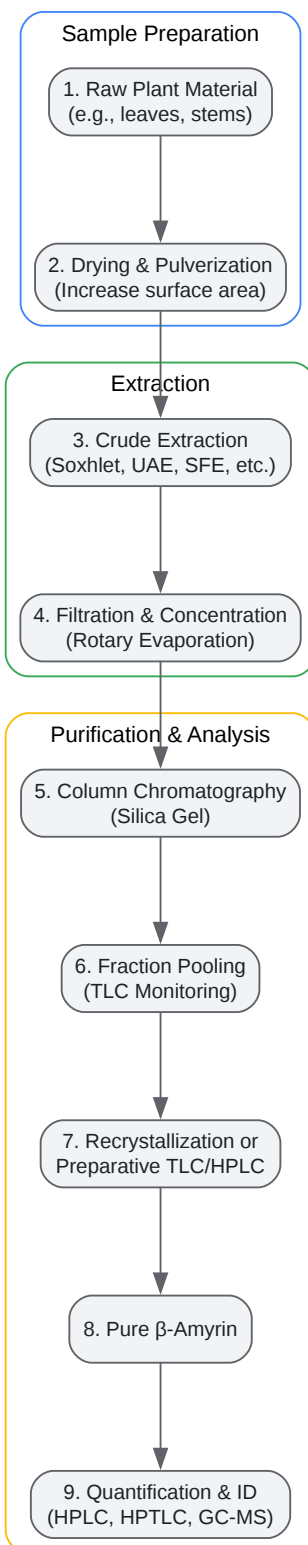 Sample Preparation
1. Raw Plant Material
(e.g., leaves, stems)
2. Drying & Pulverization
(Increase surface area)
Extraction
3. Crude Extraction
(Soxhlet, UAE, SFE, etc.)
4. Filtration & Concentration
(Rotary Evaporation)
Purification & Analysis
5. Column Chromatography
(Silica Gel)
6. Fraction Pooling
(TLC Monitoring)
7. Recrystallization or
Preparative TLC/HPLC
8. Pure β-Amyrin
9. Quantification & ID
(HPLC, HPTLC, GC-MS)